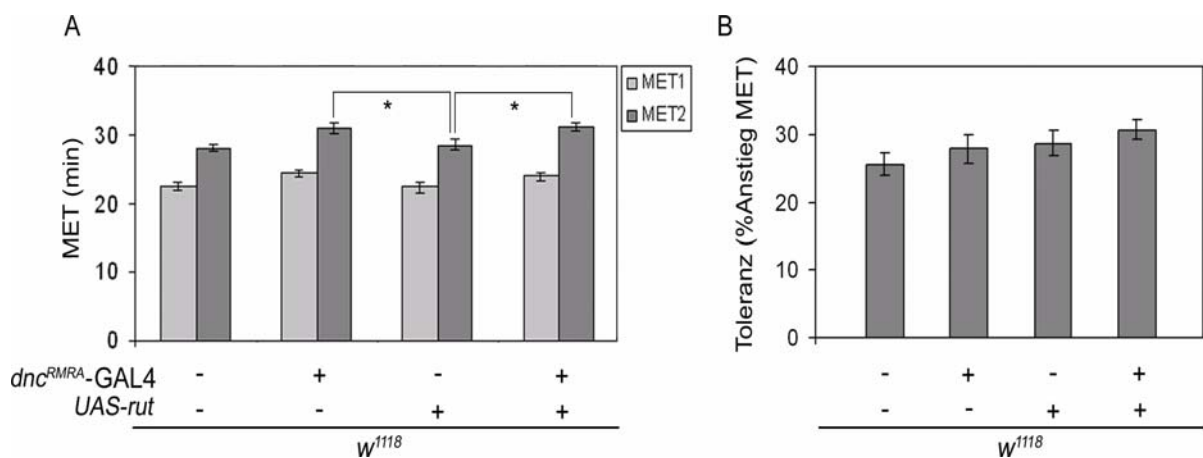 A
MET (min)
40
30
20
10
0
* *
MET1
MET2
dnc^RMRA-GAL4 - + - +
UAS-rut - - + +
w^1118
B
Toleranz (%Anstieg MET)
40
30
20
10
0
- + - +
- - + +
w^1118